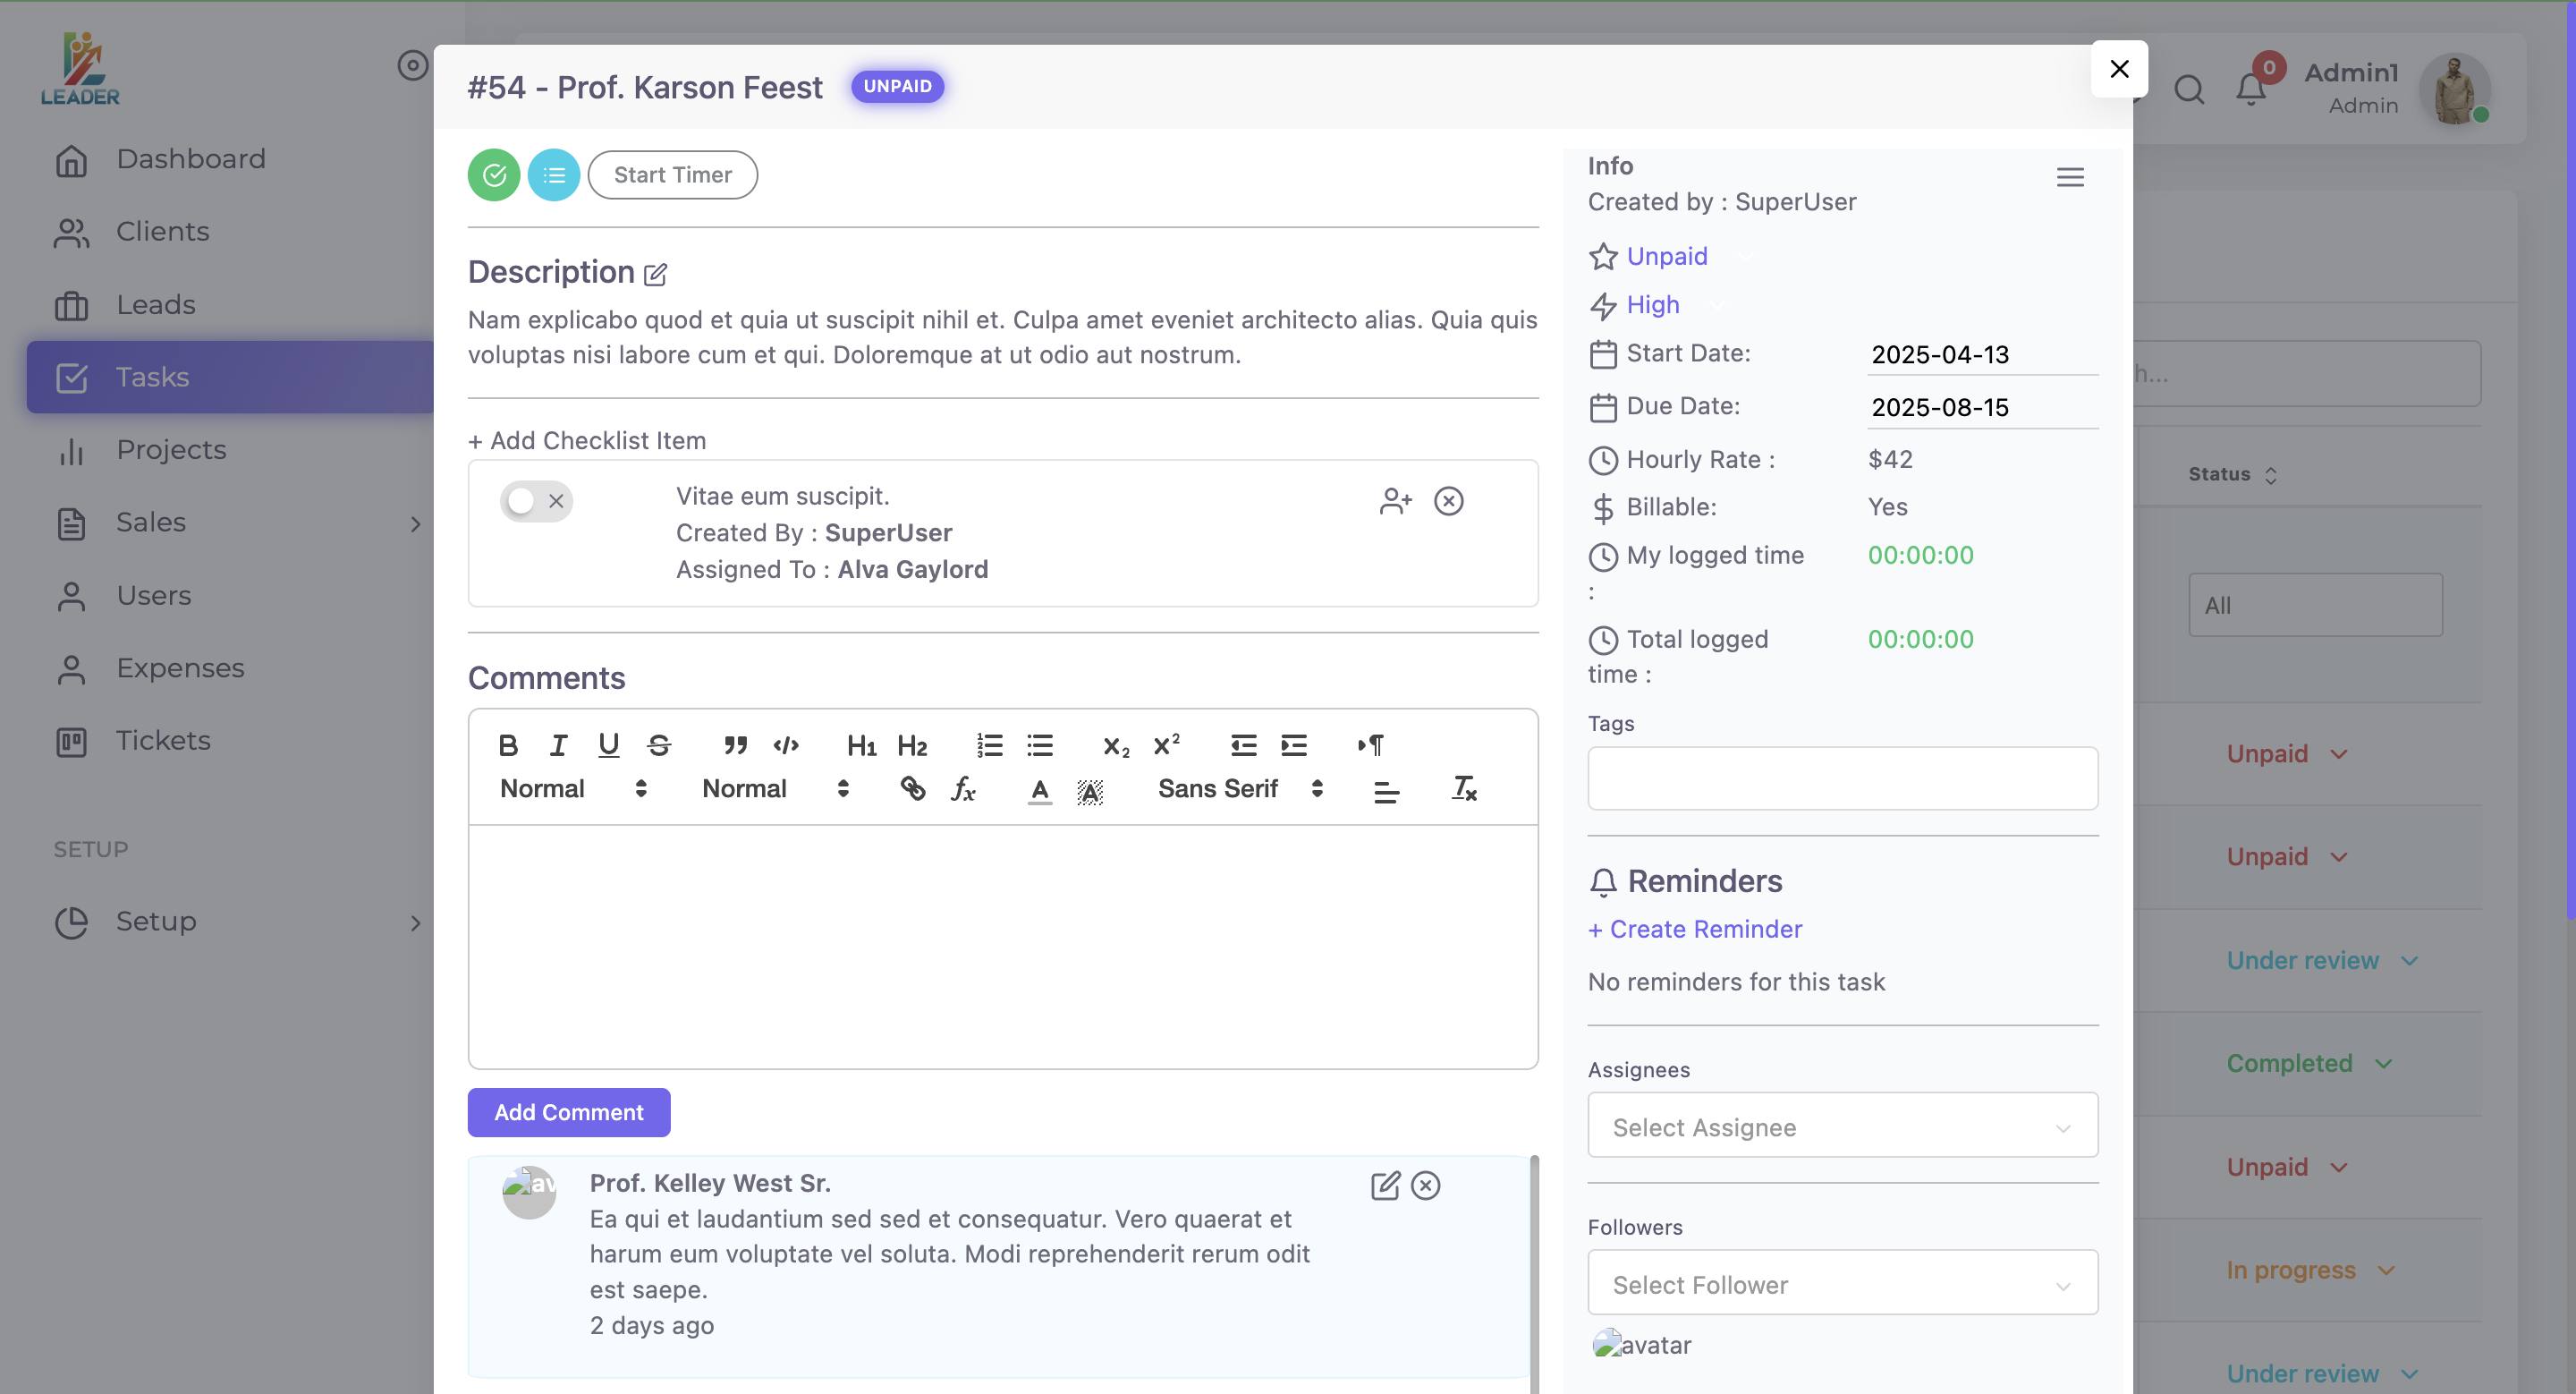 LEADER
Dashboard
Clients
Leads
Tasks
Projects
Sales
Users
Expenses
Tickets
SETUP
Setup
#54 - Prof. Karson Feest
UNPAID
Start Timer
Description
Nam explicabo quod et quia ut suscipit nihil et. Culpa amet eveniet architecto alias. Quia quis
voluptas nisi labore cum et qui. Doloremque at ut odio aut nostrum.
+ Add Checklist Item
Vitae eum suscipit.
Created By : SuperUser
Assigned To : Alva Gaylord
Comments
B I U S H1 H2 X2 X2
Normal Normal fx A A Sans Serif Tx
Add Comment
av
Prof. Kelley West Sr.
Ea qui et laudantium sed sed et consequatur. Vero quaerat et
harum eum voluptate vel soluta. Modi reprehenderit rerum odit
est saepe.
2 days ago
Info
Created by : SuperUser
Unpaid
High
Start Date: 2025-04-13
Due Date: 2025-08-15
Hourly Rate : $42
Billable: Yes
My logged time
:
00:00:00
Total logged
time :
00:00:00
Tags
Reminders
+ Create Reminder
No reminders for this task
Assignees
Select Assignee
Followers
Select Follower
avatar
0
Admin1
Admin
h...
Status
All
Unpaid
Unpaid
Under review
Completed
Unpaid
In progress
Under review